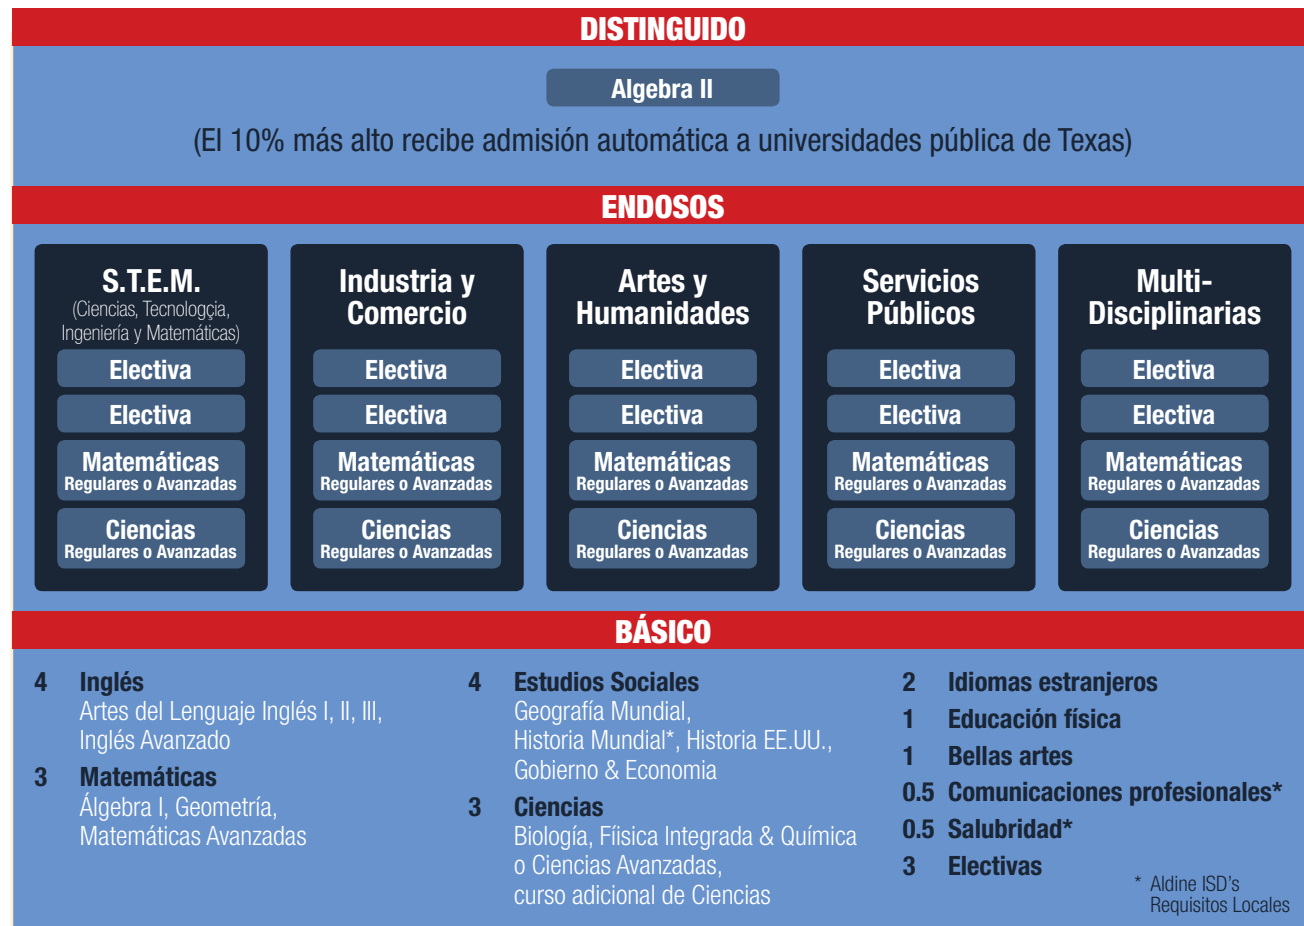 DISTINGUIDO
Algebra II
(El 10% más alto recibe admisión automática a universidades pública de Texas)
ENDOSOS
S.T.E.M.
(Ciencias, Tecnologçia,
Ingeniería y Matemáticas)
Electiva
Electiva
Matemáticas
Regulares o Avanzadas
Ciencias
Regulares o Avanzadas
Industria y
Comercio
Electiva
Electiva
Matemáticas
Regulares o Avanzadas
Ciencias
Regulares o Avanzadas
Artes y
Humanidades
Electiva
Electiva
Matemáticas
Regulares o Avanzadas
Ciencias
Regulares o Avanzadas
Servicios
Públicos
Electiva
Electiva
Matemáticas
Regulares o Avanzadas
Ciencias
Regulares o Avanzadas
Multi-
Disciplinarias
Electiva
Electiva
Matemáticas
Regulares o Avanzadas
Ciencias
Regulares o Avanzadas
BÁSICO
4 Inglés
Artes del Lenguaje Inglés I, II, III,
Inglés Avanzado
3 Matemáticas
Álgebra I, Geometría,
Matemáticas Avanzadas
4 Estudios Sociales
Geografía Mundial,
Historia Mundial*, Historia EE.UU.,
Gobierno & Economia
3 Ciencias
Biología, Fíisica Integrada & Química
o Ciencias Avanzadas,
curso adicional de Ciencias
2 Idiomas estranjeros
1 Educación física
1 Bellas artes
0.5 Comunicaciones profesionales*
0.5 Salubridad*
3 Electivas
* Aldine ISD's
Requisitos Locales